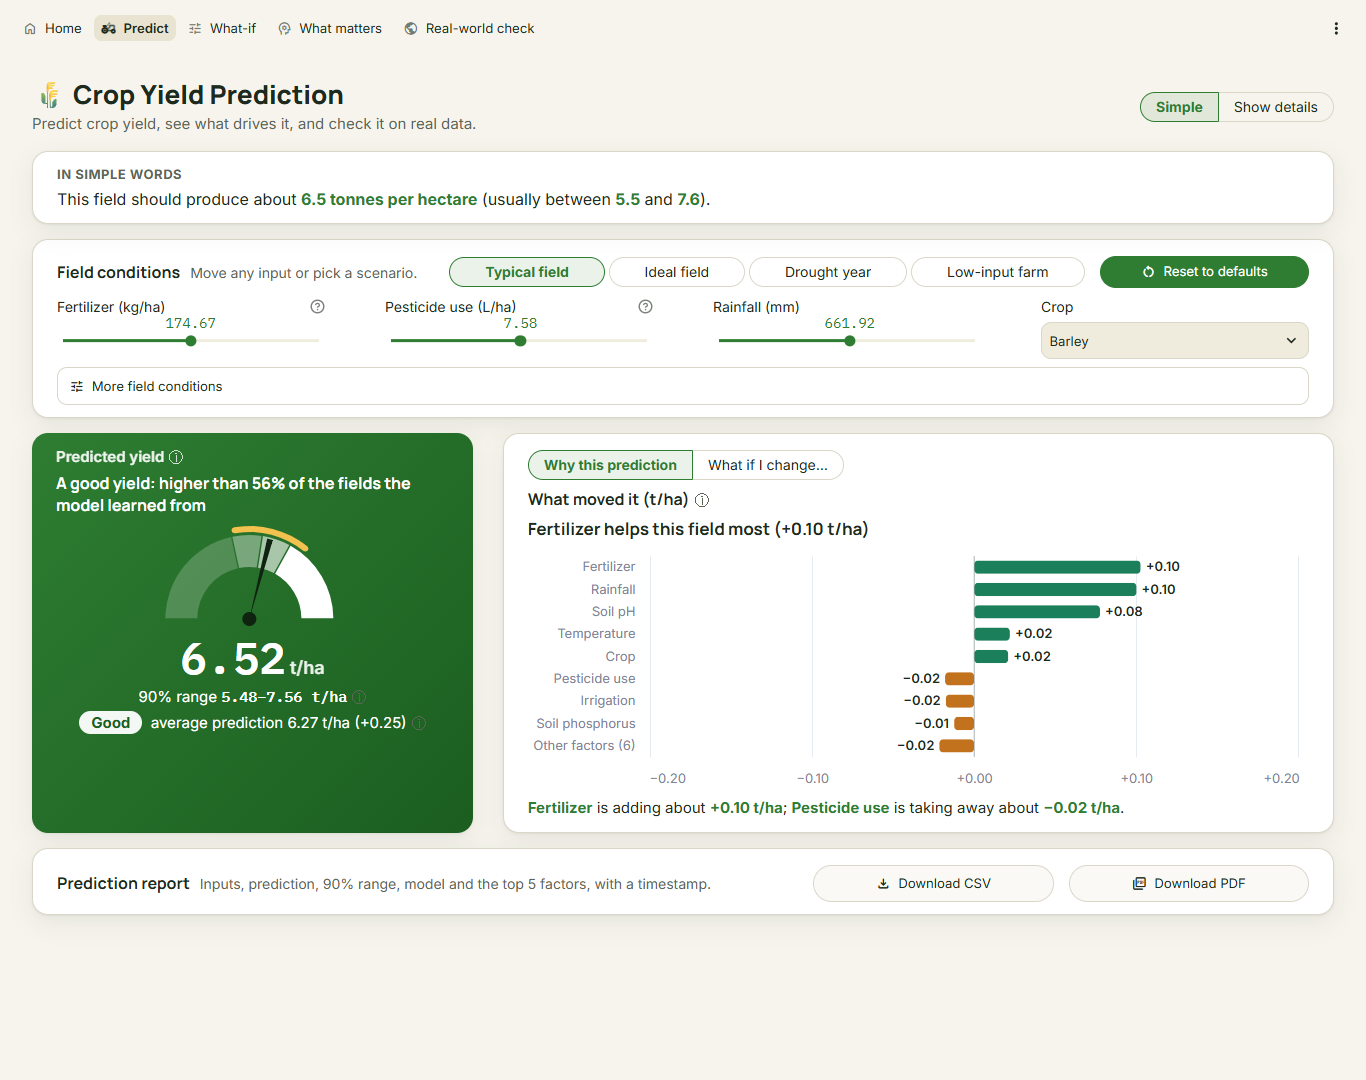 Home Predict What-if What matters Real-world check
Crop Yield Prediction
Predict crop yield, see what drives it, and check it on real data.
Simple Show details
IN SIMPLE WORDS
This field should produce about 6.5 tonnes per hectare (usually between 5.5 and 7.6).
Field conditions Move any input or pick a scenario. Typical field Ideal field Drought year Low-input farm Reset to defaults
Fertilizer (kg/ha) Pesticide use (L/ha) Rainfall (mm) Crop
174.67 7.58 661.92
Barley
More field conditions
Predicted yield
A good yield: higher than 56% of the fields the
model learned from
6.52 t/ha
90% range 5.48–7.56 t/ha
Good average prediction 6.27 t/ha (+0.25)
Why this prediction What if I change...
What moved it (t/ha)
Fertilizer helps this field most (+0.10 t/ha)
Fertilizer +0.10
Rainfall +0.10
Soil pH +0.08
Temperature +0.02
Crop +0.02
Pesticide use −0.02
Irrigation −0.02
Soil phosphorus −0.01
Other factors (6) −0.02
−0.20 −0.10 +0.00 +0.10 +0.20
Fertilizer is adding about +0.10 t/ha; Pesticide use is taking away about −0.02 t/ha.
Prediction report Inputs, prediction, 90% range, model and the top 5 factors, with a timestamp. Download CSV Download PDF